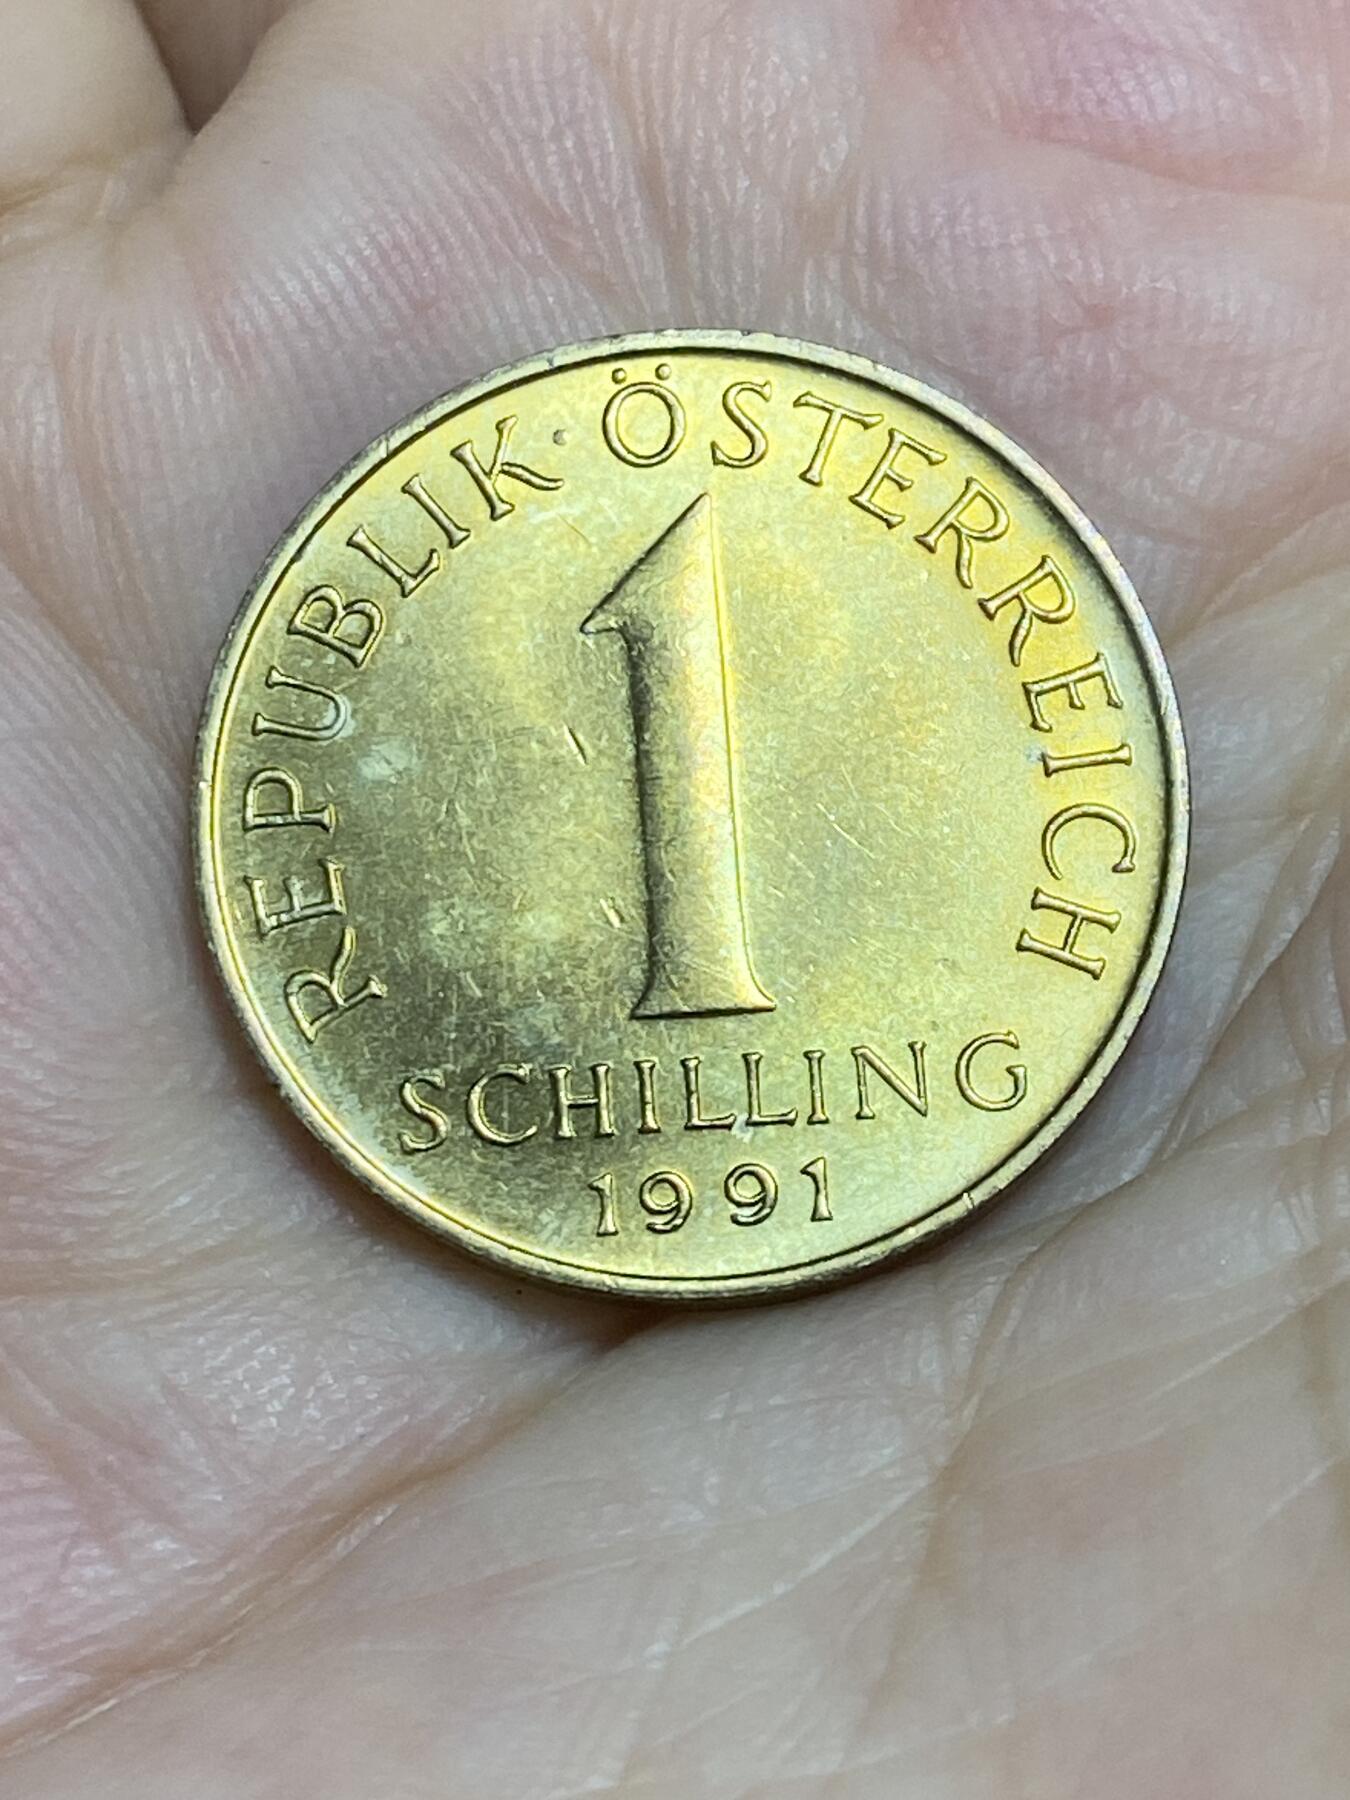 REPUBLIK · ÖSTERREICH
1
SCHILLING
1991